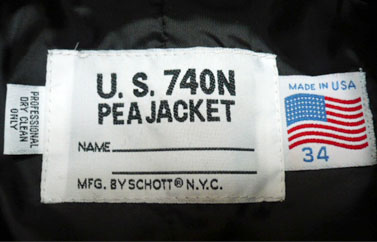 PROFESSIONAL
DRY CLEAN
ONLY
U. S. 740N
PEA JACKET
NAME
MFG. BY SCHOTT® N.Y.C.
MADE IN USA
34